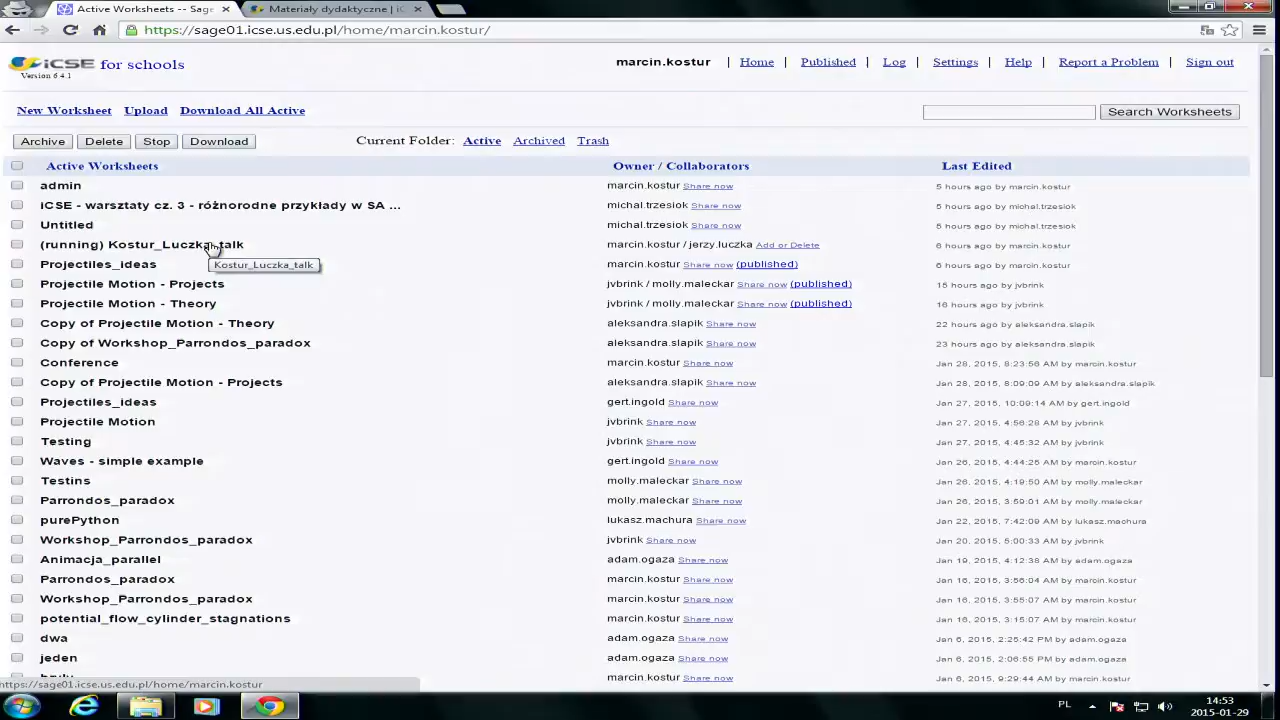 Active Worksheets -- Sage
Materiały dydaktyczne | iC
https://sage01.icse.us.edu.pl/home/marcin.kostur/
iCSE for schools
Version 6.4.1
marcin.kostur | Home | Published | Log | Settings | Help | Report a Problem | Sign out
New Worksheet Upload Download All Active
Search Worksheets
Archive Delete Stop Download Current Folder: Active Archived Trash
Active Worksheets Owner / Collaborators Last Edited
admin marcin.kostur Share now 5 hours ago by marcin.kostur
iCSE - warsztaty cz. 3 - różnorodne przykłady w SA ... michal.trzesiok Share now 5 hours ago by michal.trzesiok
Untitled michal.trzesiok Share now 5 hours ago by michal.trzesiok
(running) Kostur_Luczka_talk marcin.kostur / jerzy.luczka Add or Delete 6 hours ago by marcin.kostur
Projectiles_ideas marcin.kostur Share now (published) 6 hours ago by marcin.kostur
Kostur_Luczka_talk
Projectile Motion - Projects jvbrink / molly.maleckar Share now (published) 15 hours ago by jvbrink
Projectile Motion - Theory jvbrink / molly.maleckar Share now (published) 16 hours ago by jvbrink
Copy of Projectile Motion - Theory aleksandra.slapik Share now 22 hours ago by aleksandra.slapik
Copy of Workshop_Parrondos_paradox aleksandra.slapik Share now 23 hours ago by aleksandra.slapik
Conference marcin.kostur Share now Jan 28, 2015, 8:23:56 AM by marcin.kostur
Copy of Projectile Motion - Projects aleksandra.slapik Share now Jan 28, 2015, 8:09:09 AM by aleksandra.slapik
Projectiles_ideas gert.ingold Share now Jan 27, 2015, 10:09:14 AM by gert.ingold
Projectile Motion jvbrink Share now Jan 27, 2015, 4:56:28 AM by jvbrink
Testing jvbrink Share now Jan 27, 2015, 4:45:32 AM by jvbrink
Waves - simple example gert.ingold Share now Jan 26, 2015, 4:44:25 AM by marcin.kostur
Testins molly.maleckar Share now Jan 26, 2015, 4:19:50 AM by molly.maleckar
Parrondos_paradox molly.maleckar Share now Jan 26, 2015, 3:59:01 AM by molly.maleckar
purePython lukasz.machura Share now Jan 22, 2015, 7:42:09 AM by lukasz.machura
Workshop_Parrondos_paradox jvbrink Share now Jan 20, 2015, 5:00:33 AM by jvbrink
Animacja_parallel adam.ogaza Share now Jan 19, 2015, 4:12:38 AM by adam.ogaza
Parrondos_paradox marcin.kostur Share now Jan 16, 2015, 3:56:04 AM by marcin.kostur
Workshop_Parrondos_paradox marcin.kostur Share now Jan 16, 2015, 3:55:07 AM by marcin.kostur
potential_flow_cylinder_stagnations marcin.kostur Share now Jan 16, 2015, 3:15:07 AM by marcin.kostur
dwa adam.ogaza Share now Jan 6, 2015, 2:25:42 PM by adam.ogaza
jeden adam.ogaza Share now Jan 6, 2015, 2:06:55 PM by adam.ogaza
marcin.kostur Share now Jan 6, 2015, 9:29:44 AM by marcin.kostur
https://sage01.icse.us.edu.pl/home/marcin.kostur
PL 14:53
2015-01-29